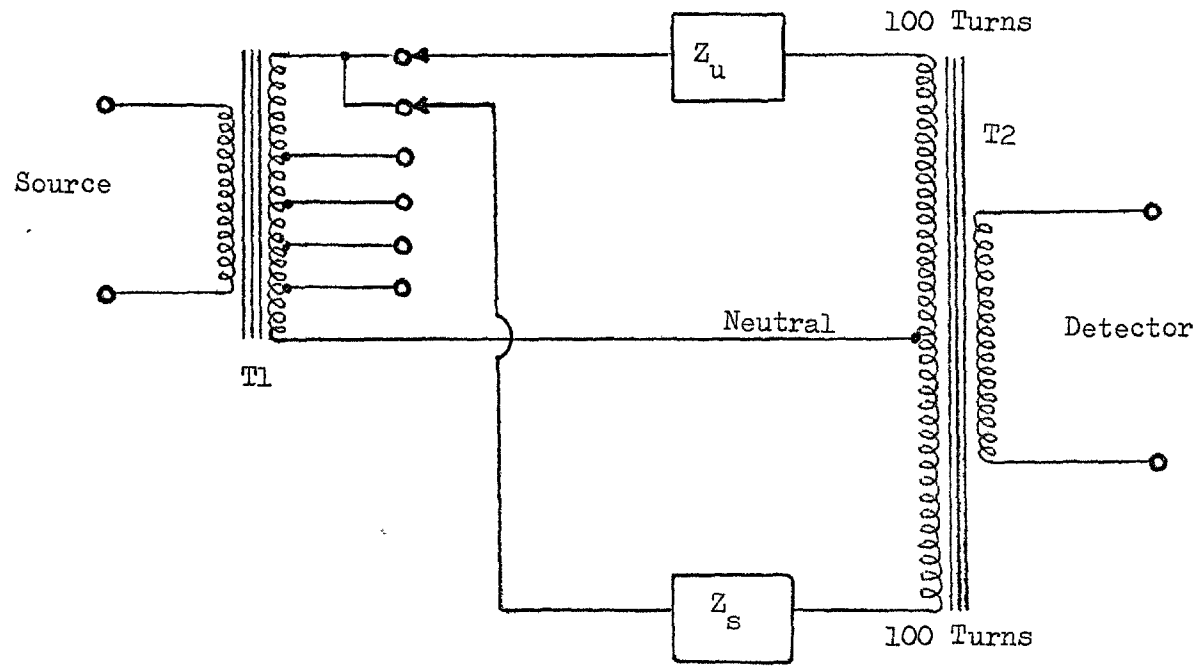 100 Turns
Z_u
T2
Source
Neutral
Detector
T1
Z_s
100 Turns